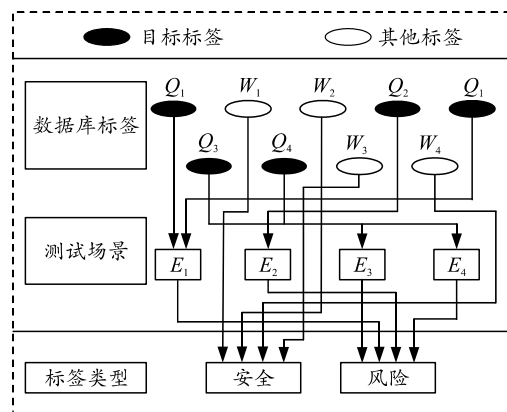 目标标签 其他标签
Q1 W1 W2 Q2 Q1
数据库标签
Q3 Q4 W3 W4
测试场景 E1 E2 E3 E4
标签类型 安全 风险